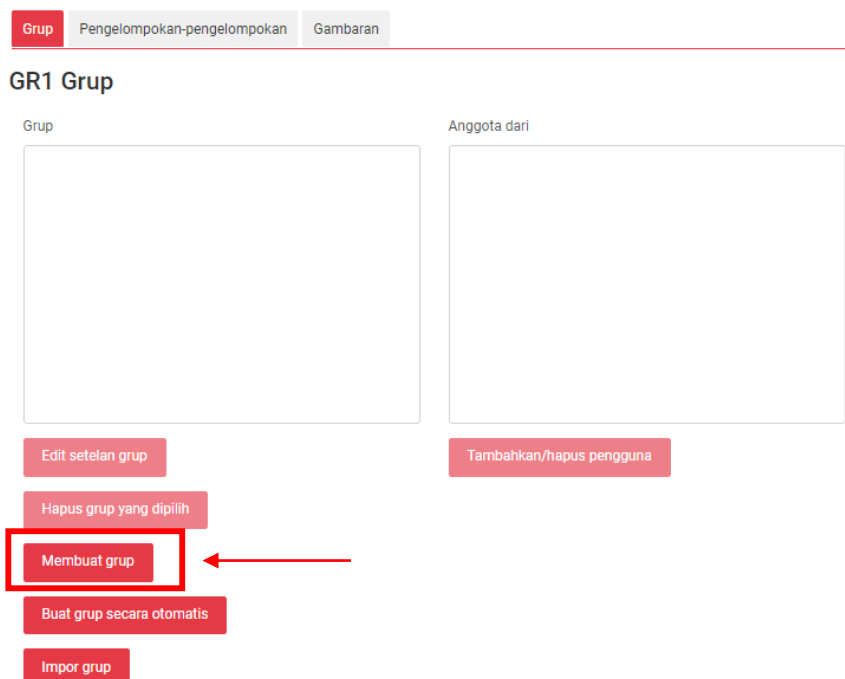 Grup Pengelompokan-pengelompokan Gambaran
GR1 Grup
Grup Anggota dari
Edit setelan grup Tambahkan/hapus pengguna
Hapus grup yang dipilih
Membuat grup
Buat grup secara otomatis
Impor grup